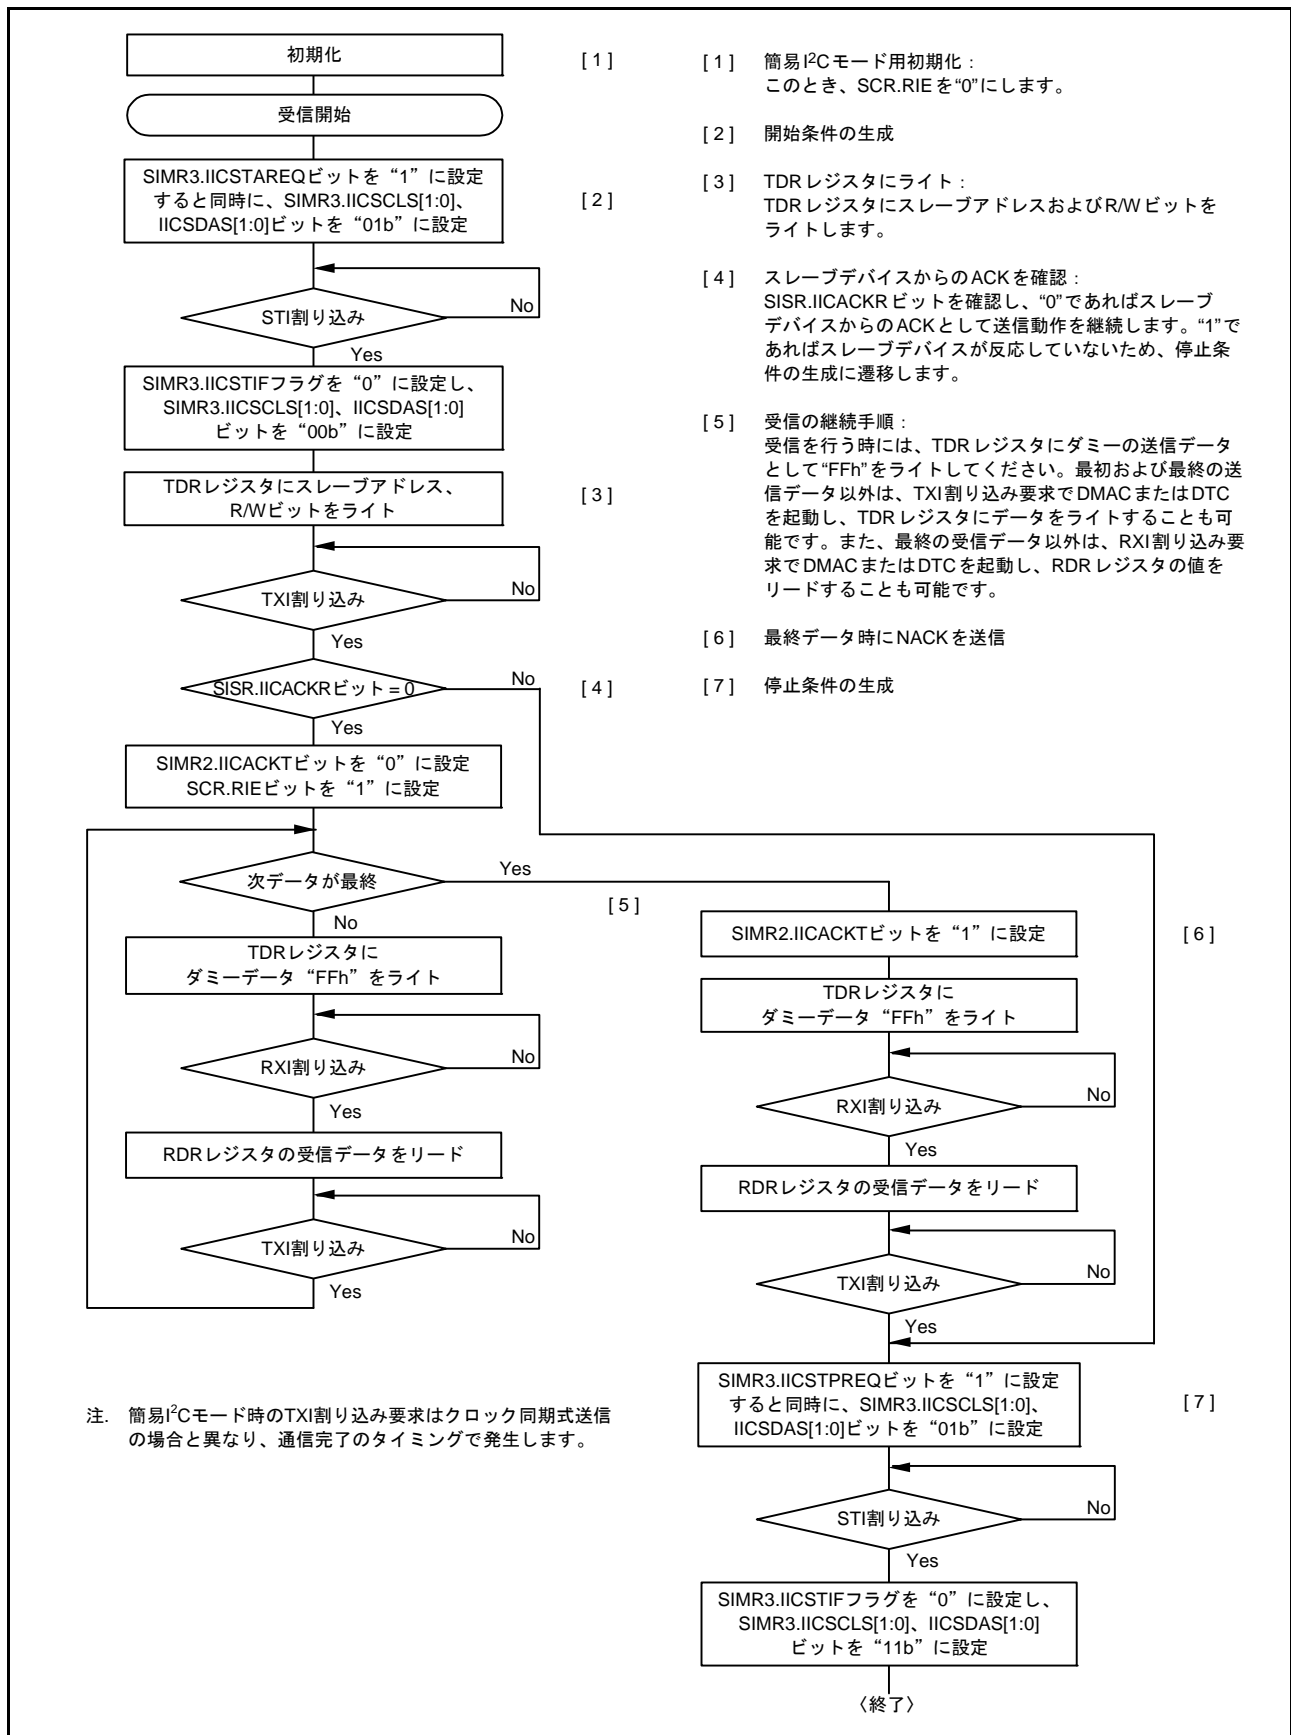 初期化
[ 1 ]
受信開始
SIMR3.IICSTAREQビットを“1”に設定
すると同時に、SIMR3.IICSCLS[1:0]、
IICSDAS[1:0]ビットを“01b”に設定
[ 2 ]
STI割り込み
No
Yes
SIMR3.IICSTIFフラグを“0”に設定し、
SIMR3.IICSCLS[1:0]、IICSDAS[1:0]
ビットを“00b”に設定
TDRレジスタにスレーブアドレス、
R/Wビットをライト
[ 3 ]
TXI割り込み
No
Yes
SISR.IICACKRビット = 0
No
[ 4 ]
Yes
SIMR2.IICACKTビットを“0”に設定
SCR.RIEビットを“1”に設定
次データが最終
Yes
[ 5 ]
No
TDRレジスタに
ダミーデータ“FFh”をライト
RXI割り込み
No
Yes
RDRレジスタの受信データをリード
TXI割り込み
No
Yes
[ 1 ] 簡易I²Cモード用初期化：
このとき、SCR.RIEを“0”にします。
[ 2 ] 開始条件の生成
[ 3 ] TDRレジスタにライト：
TDRレジスタにスレーブアドレスおよびR/Wビットを
ライトします。
[ 4 ] スレーブデバイスからのACKを確認：
SISR.IICACKRビットを確認し、“0”であればスレーブ
デバイスからのACKとして送信動作を継続します。“1”で
あればスレーブデバイスが反応していないため、停止条
件の生成に遷移します。
[ 5 ] 受信の継続手順：
受信を行う時には、TDRレジスタにダミーの送信データ
として“FFh”をライトしてください。最初および最終の送
信データ以外は、TXI割り込み要求でDMACまたはDTC
を起動し、TDRレジスタにデータをライトすることも可
能です。また、最終の受信データ以外は、RXI割り込み要
求でDMACまたはDTCを起動し、RDRレジスタの値を
リードすることも可能です。
[ 6 ] 最終データ時にNACKを送信
[ 7 ] 停止条件の生成
SIMR2.IICACKTビットを“1”に設定
[ 6 ]
TDRレジスタに
ダミーデータ“FFh”をライト
RXI割り込み
No
Yes
RDRレジスタの受信データをリード
TXI割り込み
No
Yes
SIMR3.IICSTPREQビットを“1”に設定
すると同時に、SIMR3.IICSCLS[1:0]、
IICSDAS[1:0]ビットを“01b”に設定
[ 7 ]
STI割り込み
No
Yes
SIMR3.IICSTIFフラグを“0”に設定し、
SIMR3.IICSCLS[1:0]、IICSDAS[1:0]
ビットを“11b”に設定
〈終了〉
注. 簡易I²Cモード時のTXI割り込み要求はクロック同期式送信
の場合と異なり、通信完了のタイミングで発生します。